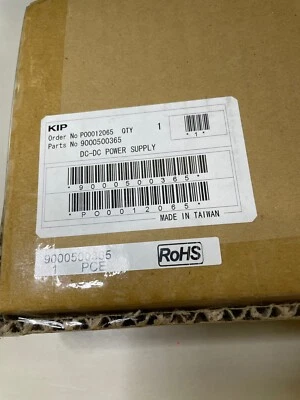 KIP
Order No P00012065 QTY 1
Parts No 9000500365 *1*
DC-DC POWER SUPPLY
*9000500365*
*P00012065*
MADE IN TAIWAN
9000500365
1 PCE
RoHS